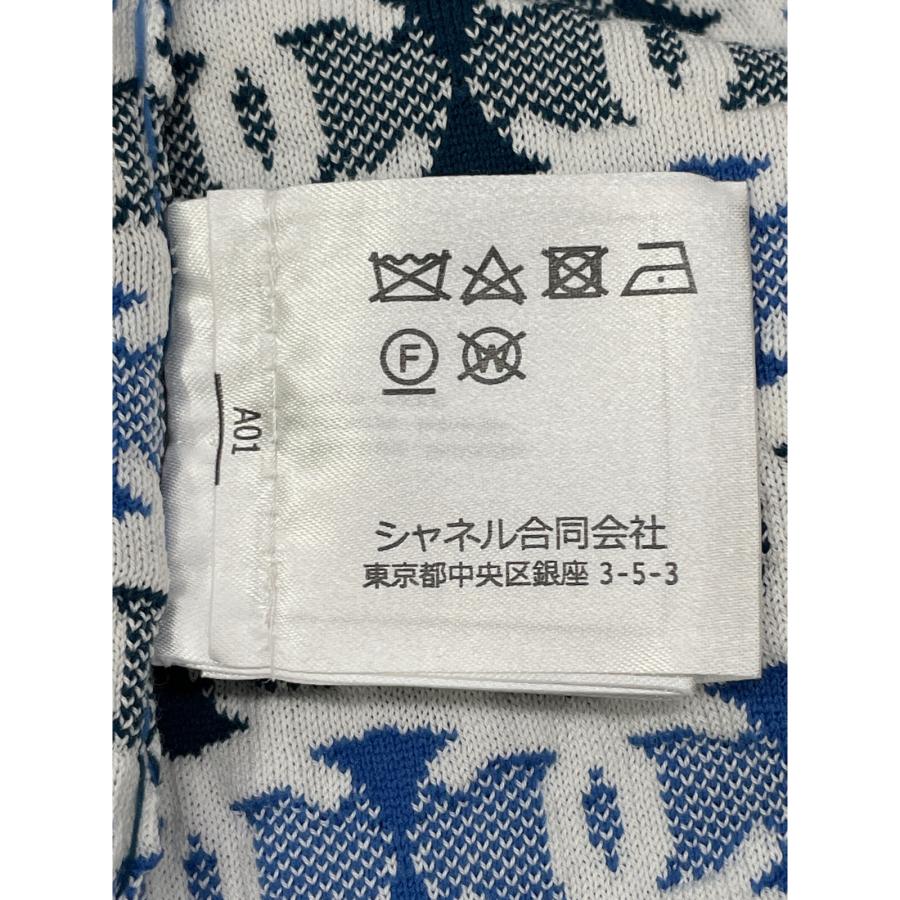 F W
A01
シャネル合同会社
東京都中央区銀座 3-5-3